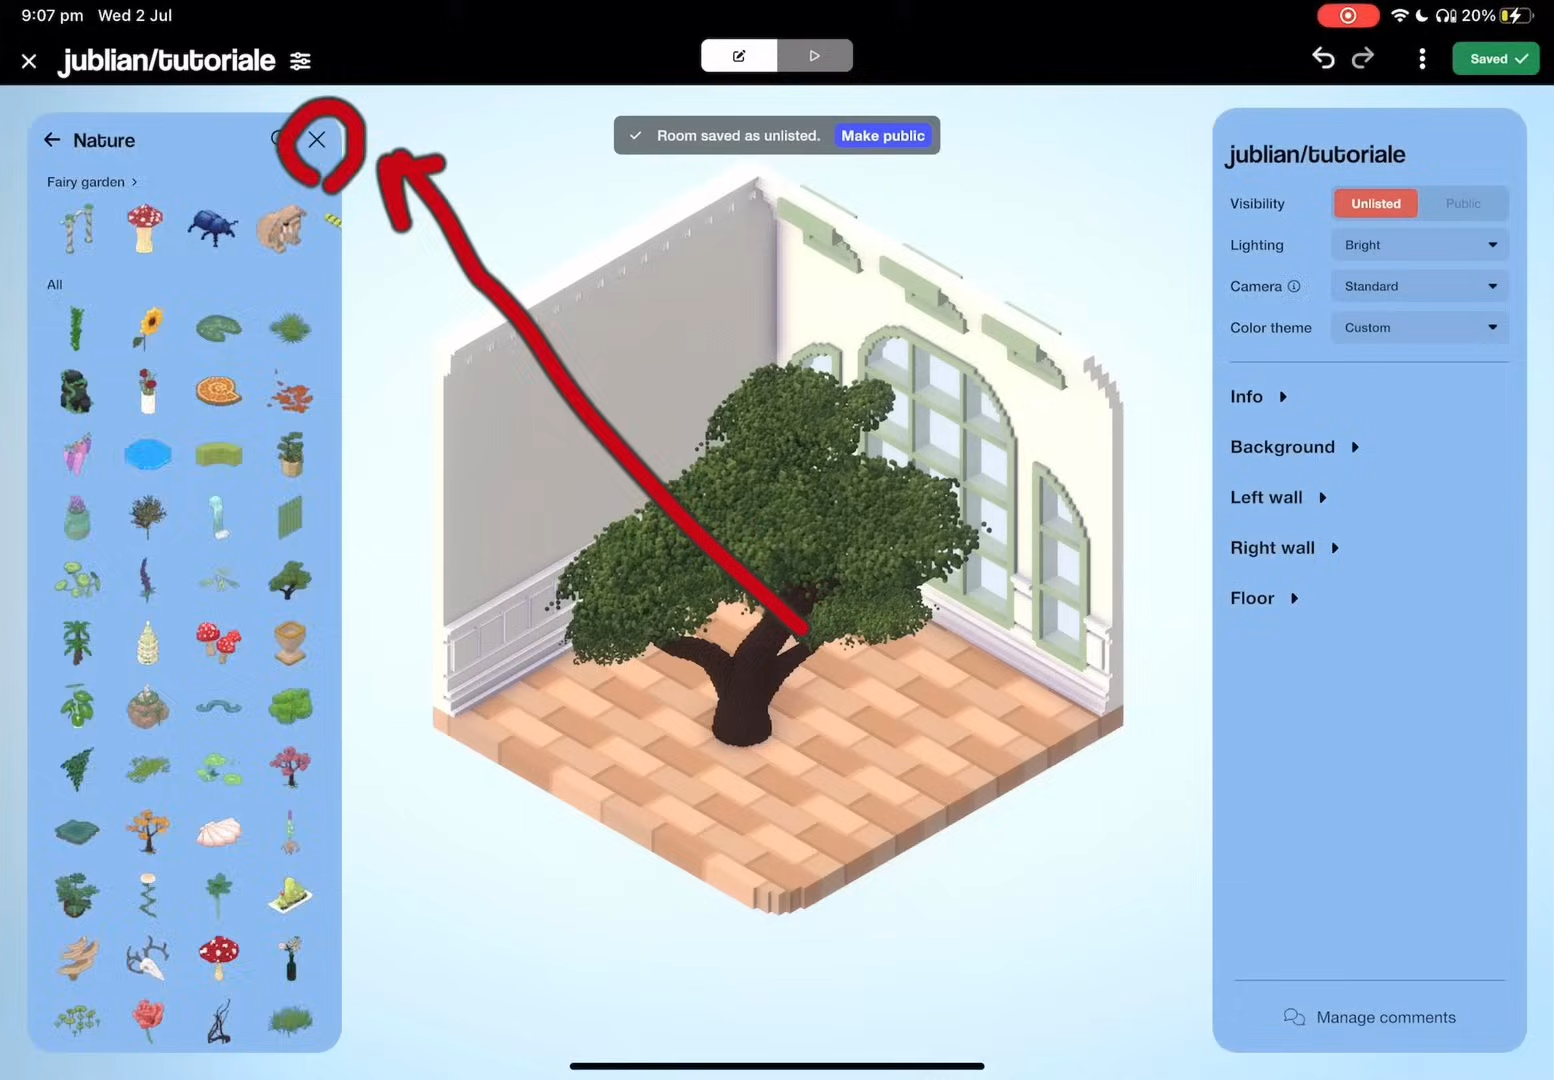 9:07 pm Wed 2 Jul
20%
jublian/tutoriale
Saved
Nature
Room saved as unlisted. Make public
Fairy garden
All
jublian/tutoriale
Visibility Unlisted Public
Lighting Bright
Camera Standard
Color theme Custom
Info
Background
Left wall
Right wall
Floor
Manage comments